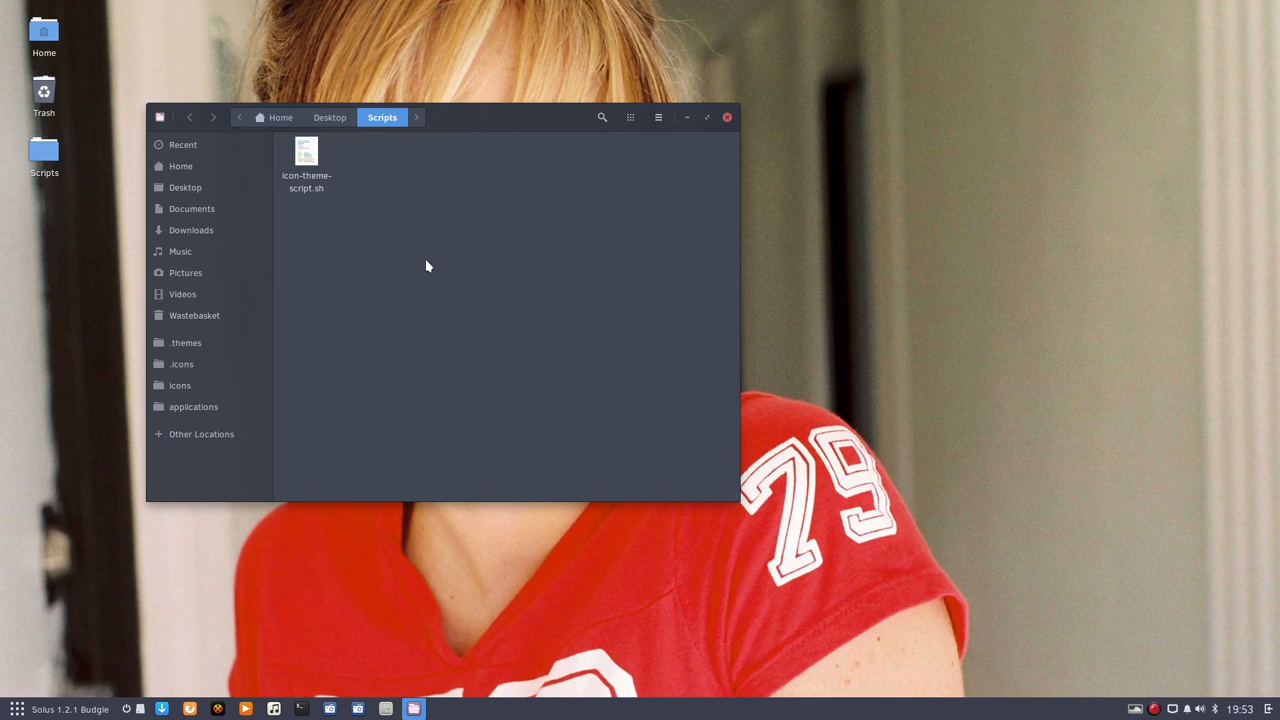 Home
Trash
Scripts
Home
Desktop
Scripts
Recent
Home
Desktop
Documents
Downloads
Music
Pictures
Videos
Wastebasket
.themes
.icons
icons
applications
Other Locations
icon-theme-
script.sh
79
Solus 1.2.1 Budgie
19:53